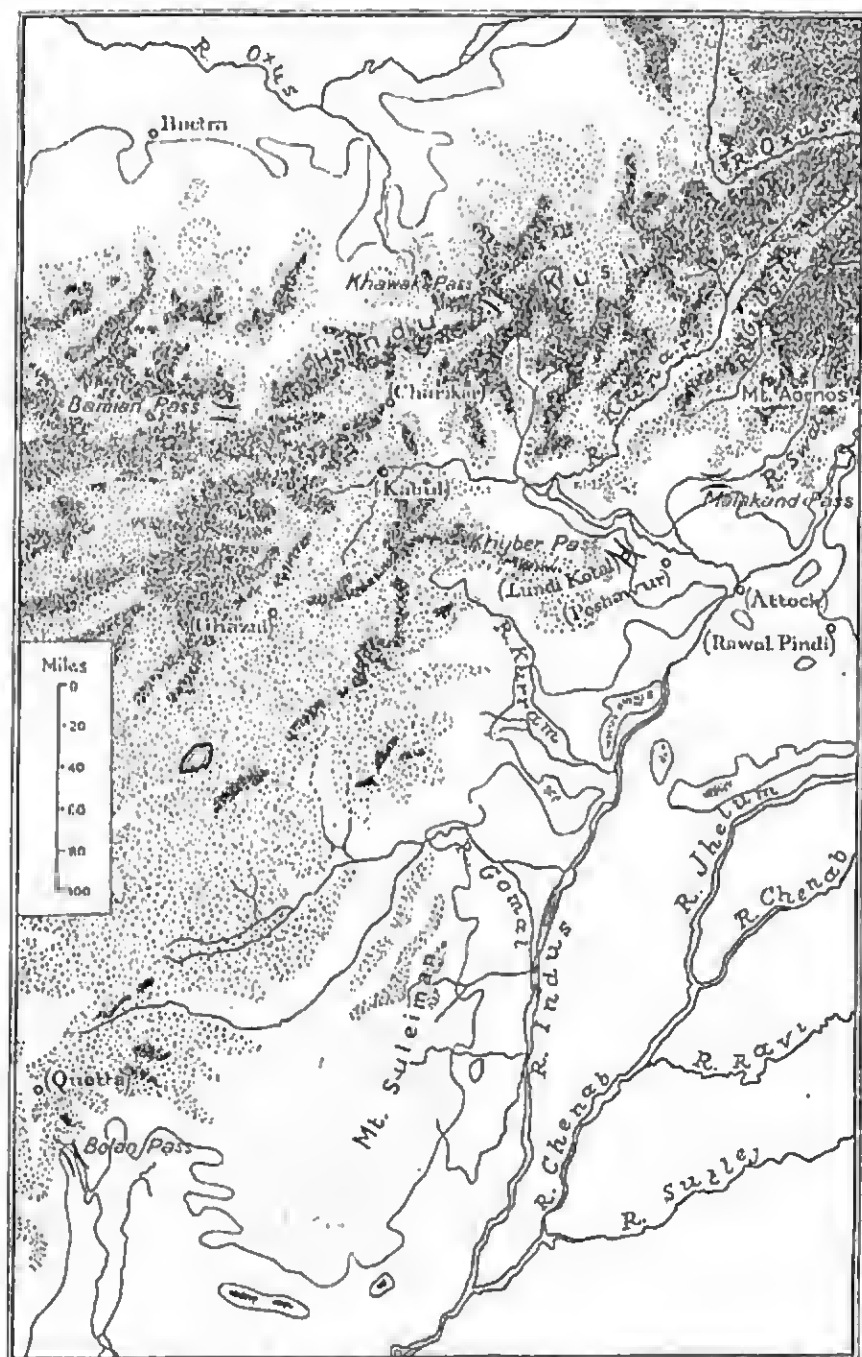 R. Oxus
Bactra
R. Oxus
Khawak Pass
Hindu Kush
R. Kunar
R. Gilgit
Bamian Pass
(Charikar)
Mt. Aornos
R. Swat
(Kabul)
Malakand Pass
Khyber Pass
(Lundi Kotal)
(Peshawur)
(Attock)
(Ghazni)
(Rawal Pindi)
R. Kurram
Miles
0
20
40
60
80
100
R. Jhelum
R. Chenab
Gomal
R. Indus
Mt. Suleiman
R. Ravi
(Quetta)
R. Chenab
Bolan Pass
R. Sutlej